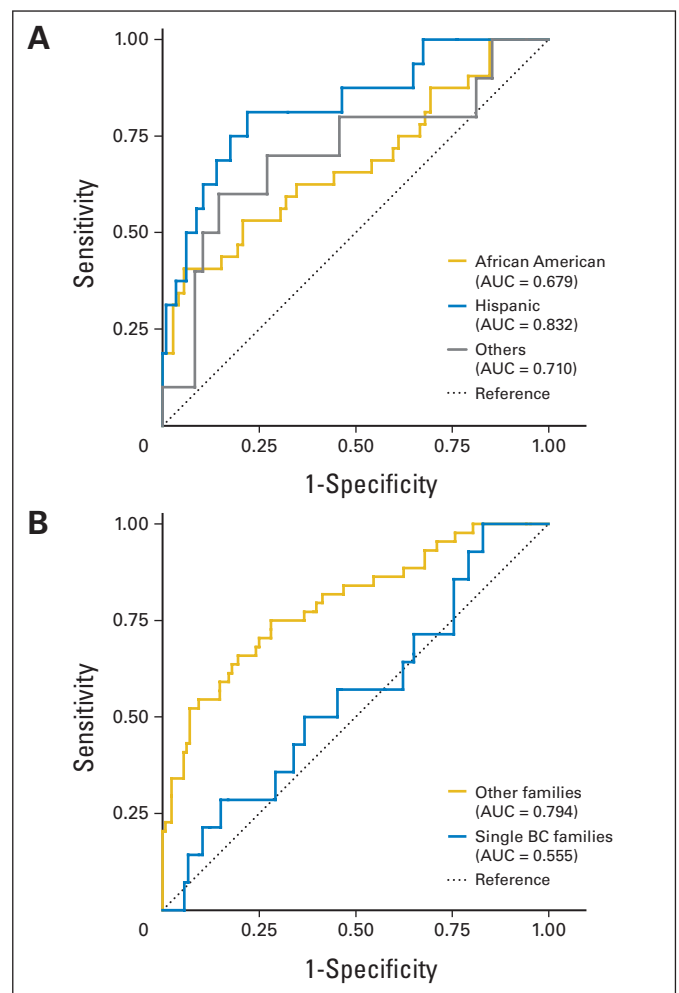 A
1.00
0.75
0.50
0.25
Sensitivity
African American
(AUC = 0.679)
Hispanic
(AUC = 0.832)
Others
(AUC = 0.710)
Reference
0 0.25 0.50 0.75 1.00
1-Specificity
B
1.00
0.75
0.50
0.25
Sensitivity
Other families
(AUC = 0.794)
Single BC families
(AUC = 0.555)
Reference
0 0.25 0.50 0.75 1.00
1-Specificity